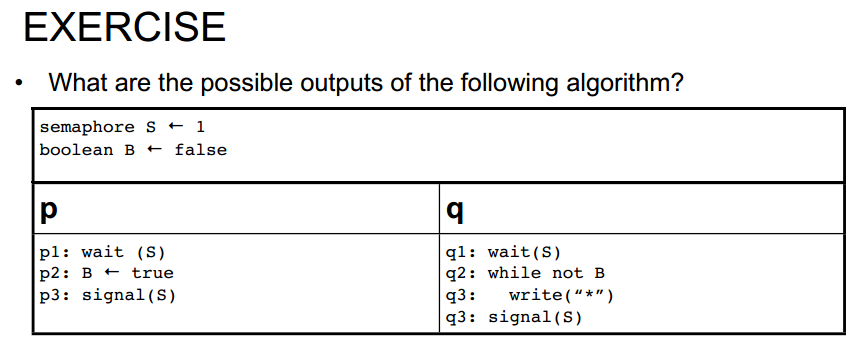 EXERCISE
• What are the possible outputs of the following algorithm?
semaphore S ← 1
boolean B ← false
p
q
p1: wait (S)
p2: B ← true
p3: signal(S)
q1: wait(S)
q2: while not B
q3:   write(“*”)
q3: signal(S)